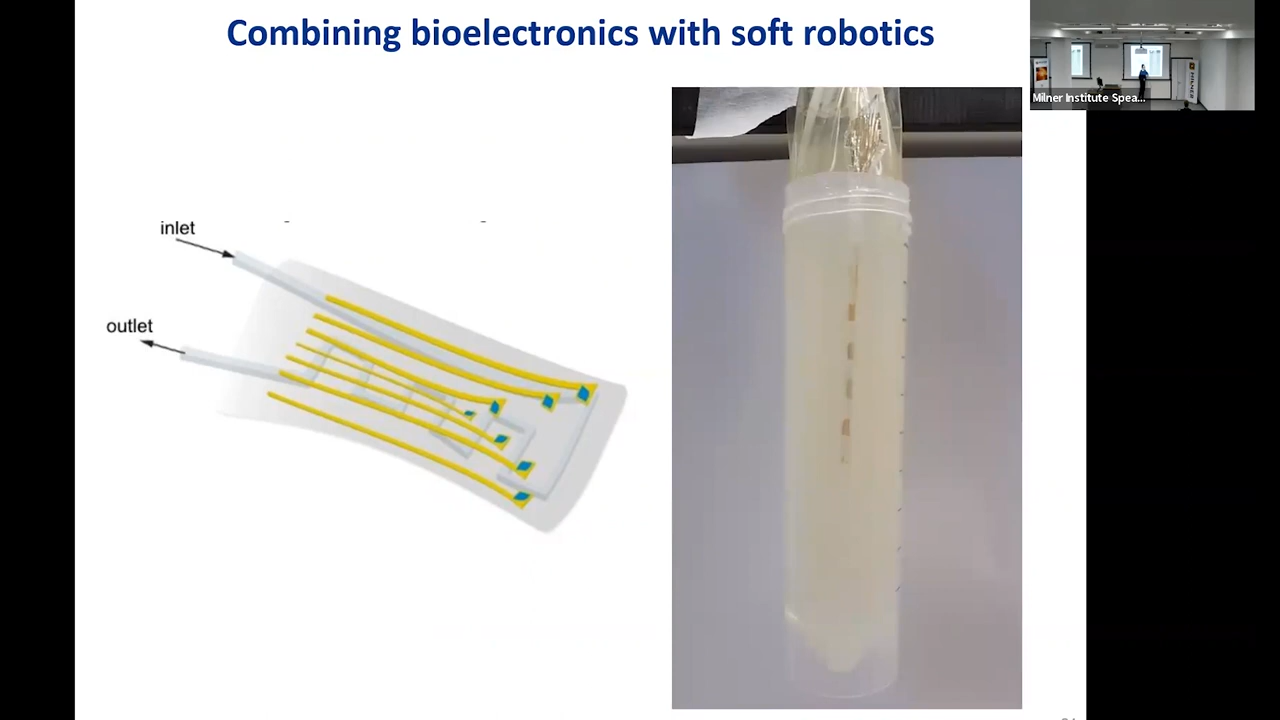 Combining bioelectronics with soft robotics
Milner Institute Spea...
inlet
outlet